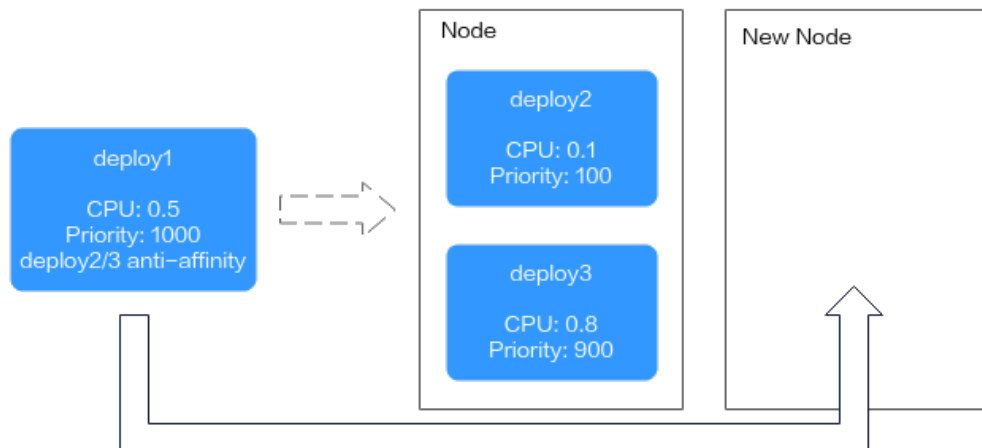 deploy1
CPU: 0.5
Priority: 1000
deploy2/3 anti-affinity
Node
deploy2
CPU: 0.1
Priority: 100
deploy3
CPU: 0.8
Priority: 900
New Node